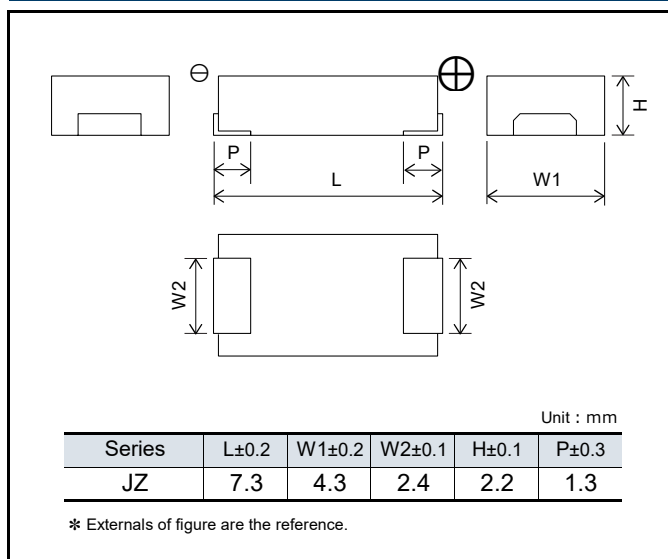 ⊖
⊕
H
P
P
L
W1
W2
W2
Unit : mm
Series L±0.2 W1±0.2 W2±0.1 H±0.1 P±0.3
JZ 7.3 4.3 2.4 2.2 1.3
* Externals of figure are the reference.